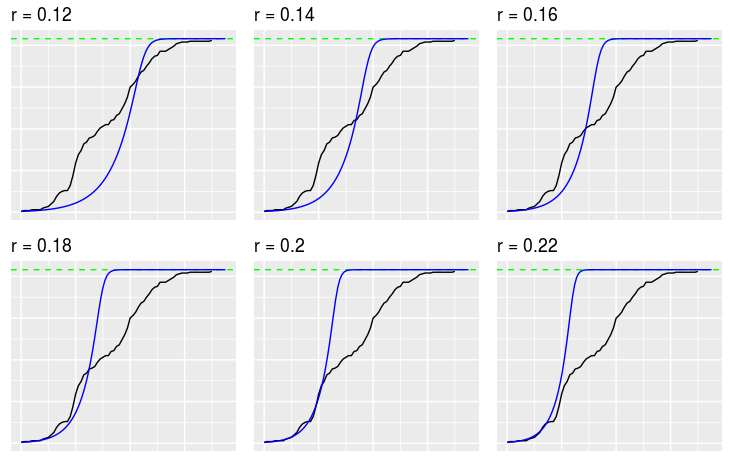 r = 0.12
r = 0.14
r = 0.16
r = 0.18
r = 0.2
r = 0.22